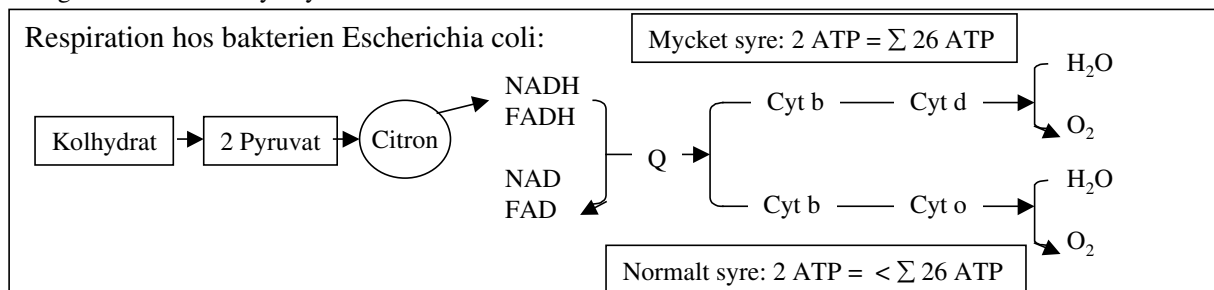 Respiration hos bakterien Escherichia coli:
Mycket syre: 2 ATP = ∑ 26 ATP
Kolhydrat
2 Pyruvat
Citron
NADH
FADH
NAD
FAD
Q
Cyt b
Cyt d
H₂O
O₂
Cyt b
Cyt o
H₂O
O₂
Normalt syre: 2 ATP = < ∑ 26 ATP